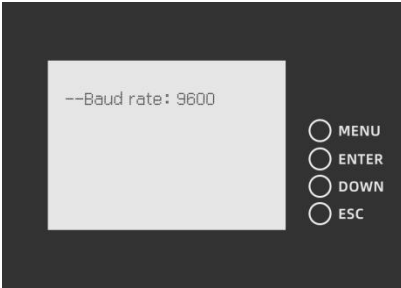 --Baud rate: 9600
MENU
ENTER
DOWN
ESC